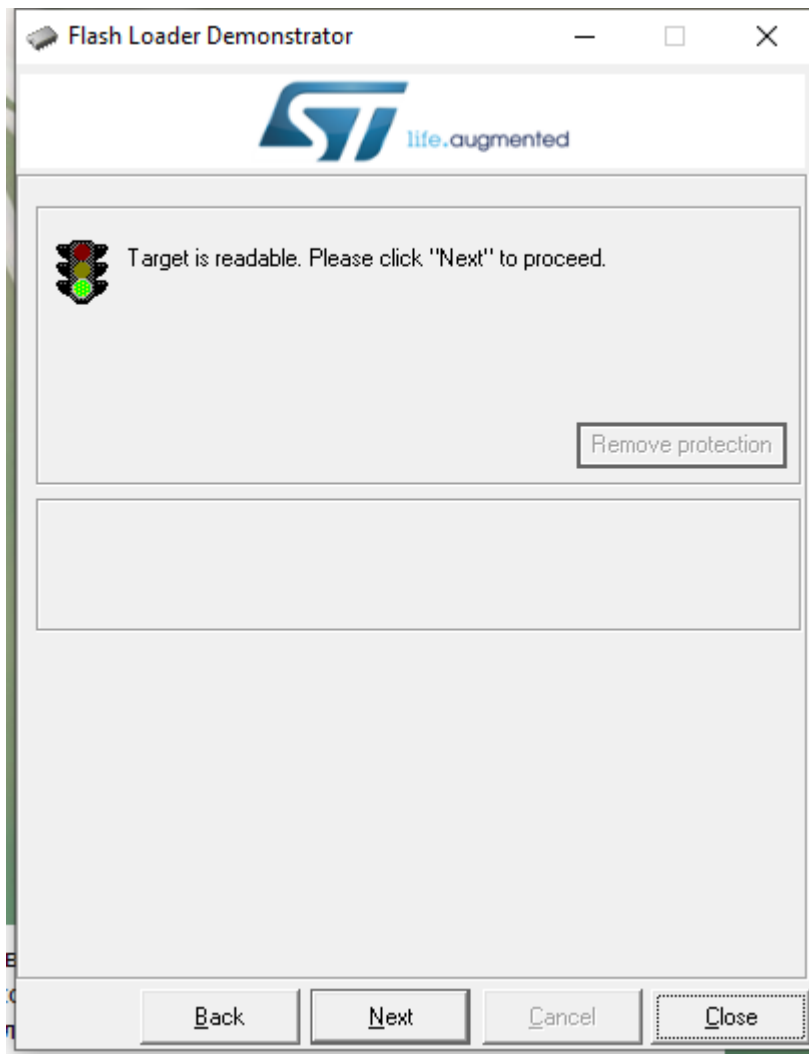 Flash Loader Demonstrator
ST life.augmented
Target is readable. Please click "Next" to proceed.
Remove protection
Back Next Cancel Close